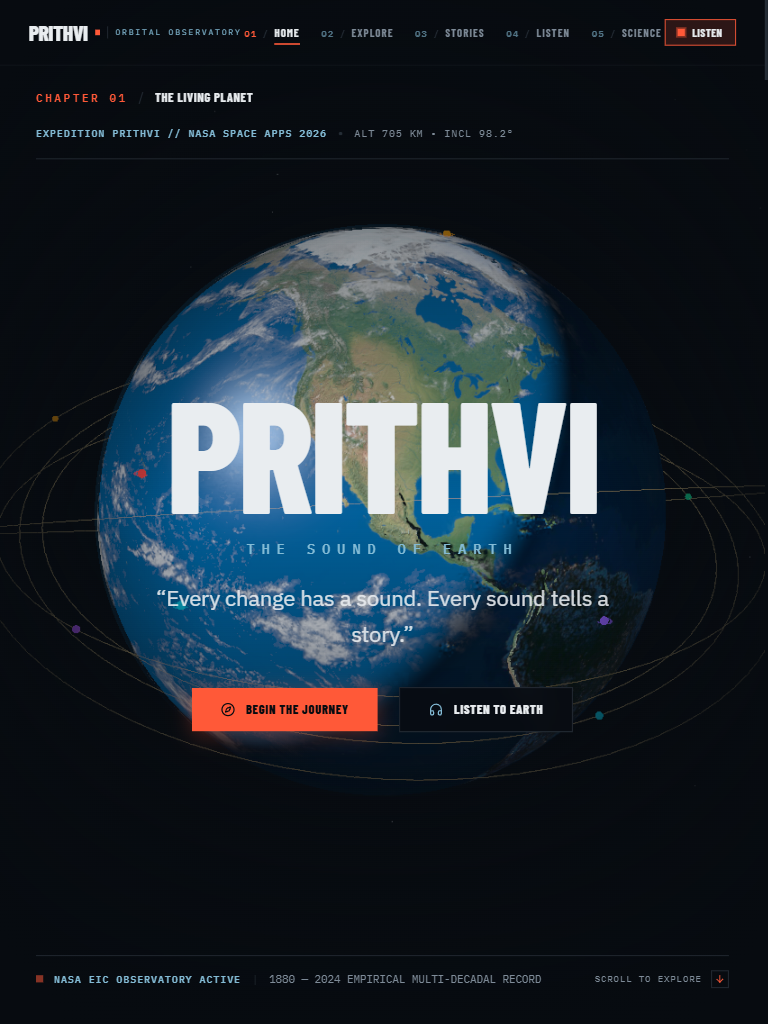 PRITHVI ORBITAL OBSERVATORY 01 / HOME 02 / EXPLORE 03 / STORIES 04 / LISTEN 05 / SCIENCE LISTEN
CHAPTER 01 / THE LIVING PLANET
EXPEDITION PRITHVI // NASA SPACE APPS 2026 • ALT 705 KM • INCL 98.2°
PRITHVI
THE SOUND OF EARTH
“Every change has a sound. Every sound tells a
story.”
BEGIN THE JOURNEY LISTEN TO EARTH
NASA EIC OBSERVATORY ACTIVE | 1880 — 2024 EMPIRICAL MULTI-DECADAL RECORD SCROLL TO EXPLORE